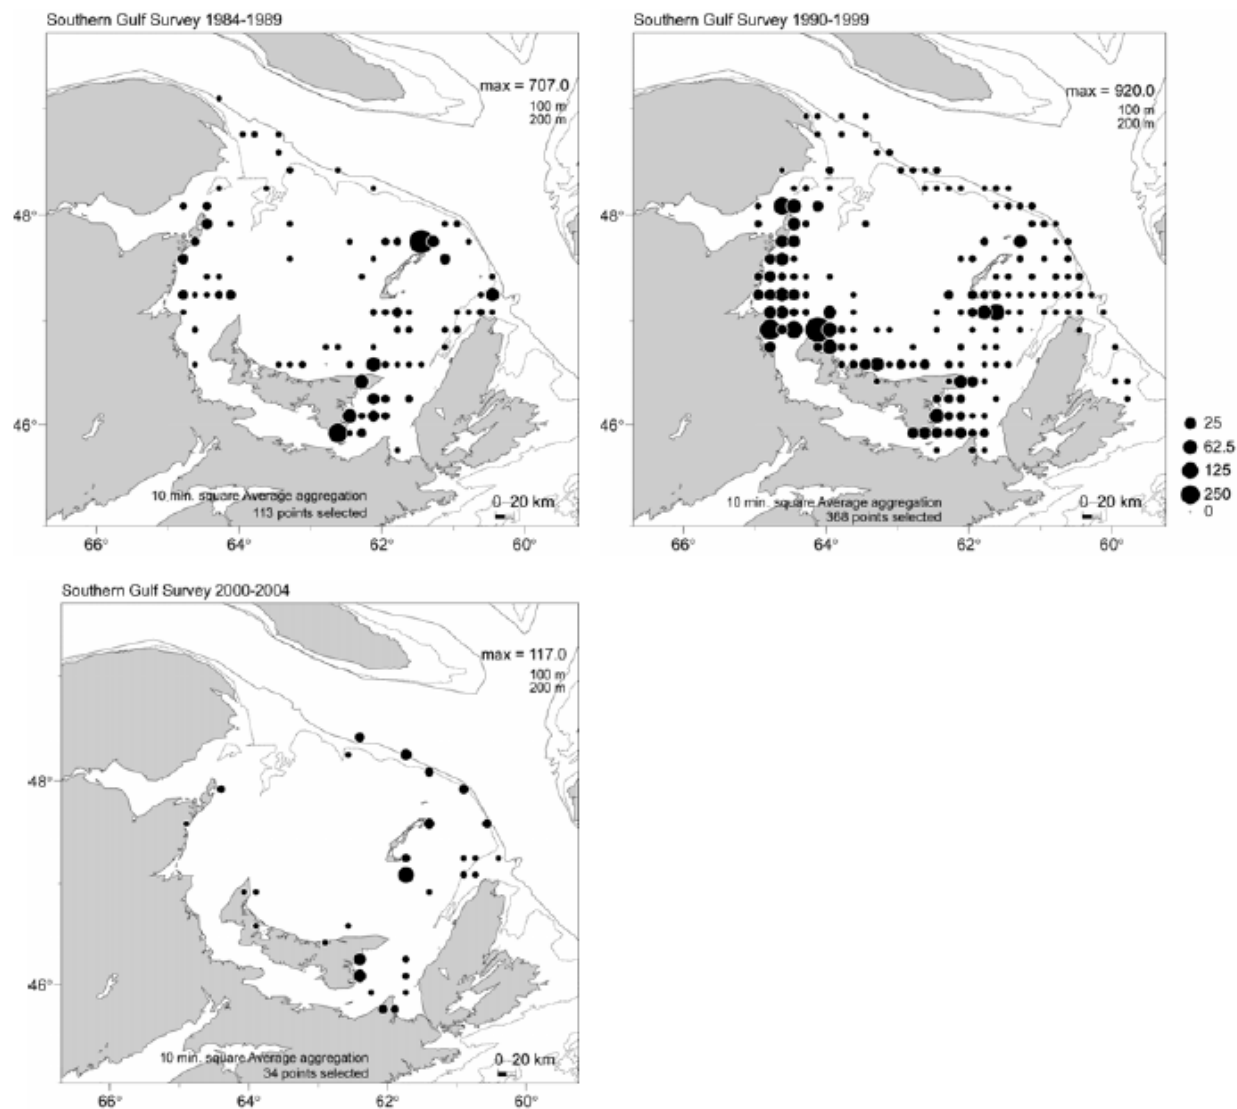 Southern Gulf Survey 1984-1989
max = 707.0
100 m
200 m
48°
46°
10 min. square Average aggregation
113 points selected
0 20 km
66°
64°
62°
60°
Southern Gulf Survey 1990-1999
max = 920.0
100 m
200 m
10 min. square Average aggregation
368 points selected
0 20 km
66°
64°
62°
60°
25
62.5
125
250
0
Southern Gulf Survey 2000-2004
max = 117.0
100 m
200 m
48°
46°
10 min. square Average aggregation
34 points selected
0 20 km
66°
64°
62°
60°